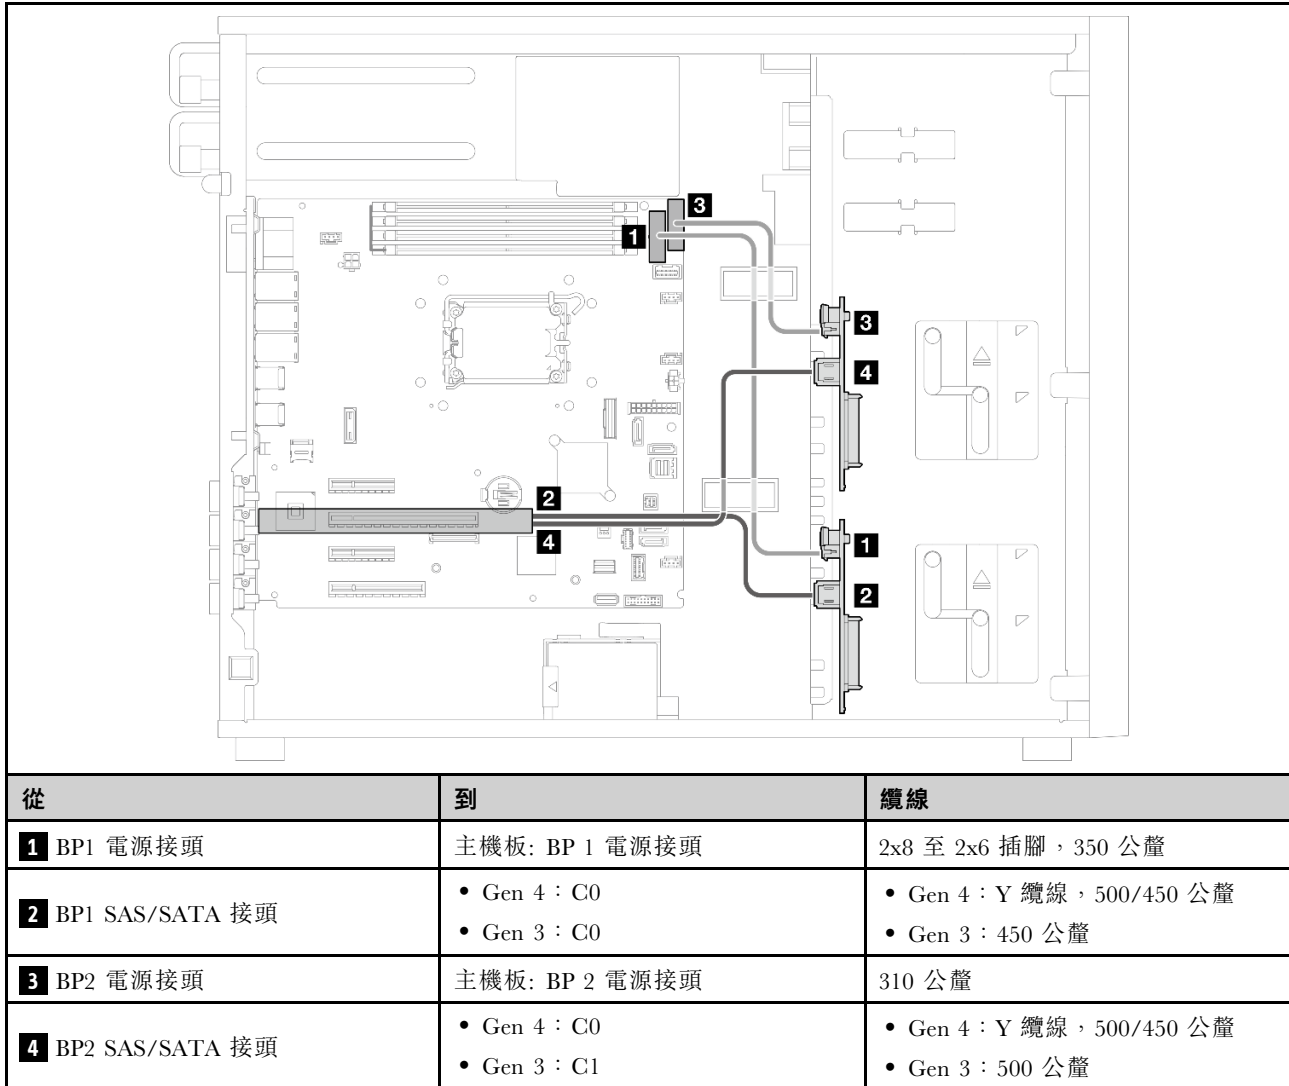 3
1
3
4
2
4
1
2
從 到 纜線
1 BP1 電源接頭 主機板: BP 1 電源接頭 2x8 至 2x6 插腳，350 公釐
2 BP1 SAS/SATA 接頭
• Gen 4：C0
• Gen 3：C0
• Gen 4：Y 纜線，500/450 公釐
• Gen 3：450 公釐
3 BP2 電源接頭 主機板: BP 2 電源接頭 310 公釐
4 BP2 SAS/SATA 接頭
• Gen 4：C0
• Gen 3：C1
• Gen 4：Y 纜線，500/450 公釐
• Gen 3：500 公釐